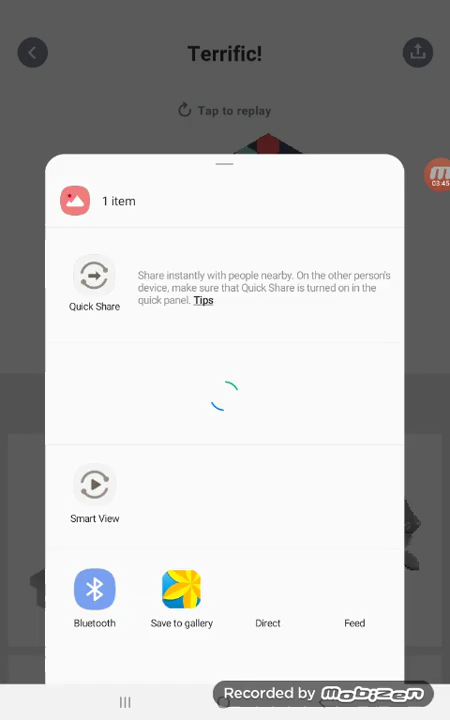 Terrific!
Tap to replay
03:45
1 item
Quick Share
Share instantly with people nearby. On the other person's
device, make sure that Quick Share is turned on in the
quick panel. Tips
Smart View
Bluetooth
Save to gallery
Direct
Feed
Recorded by mobizen